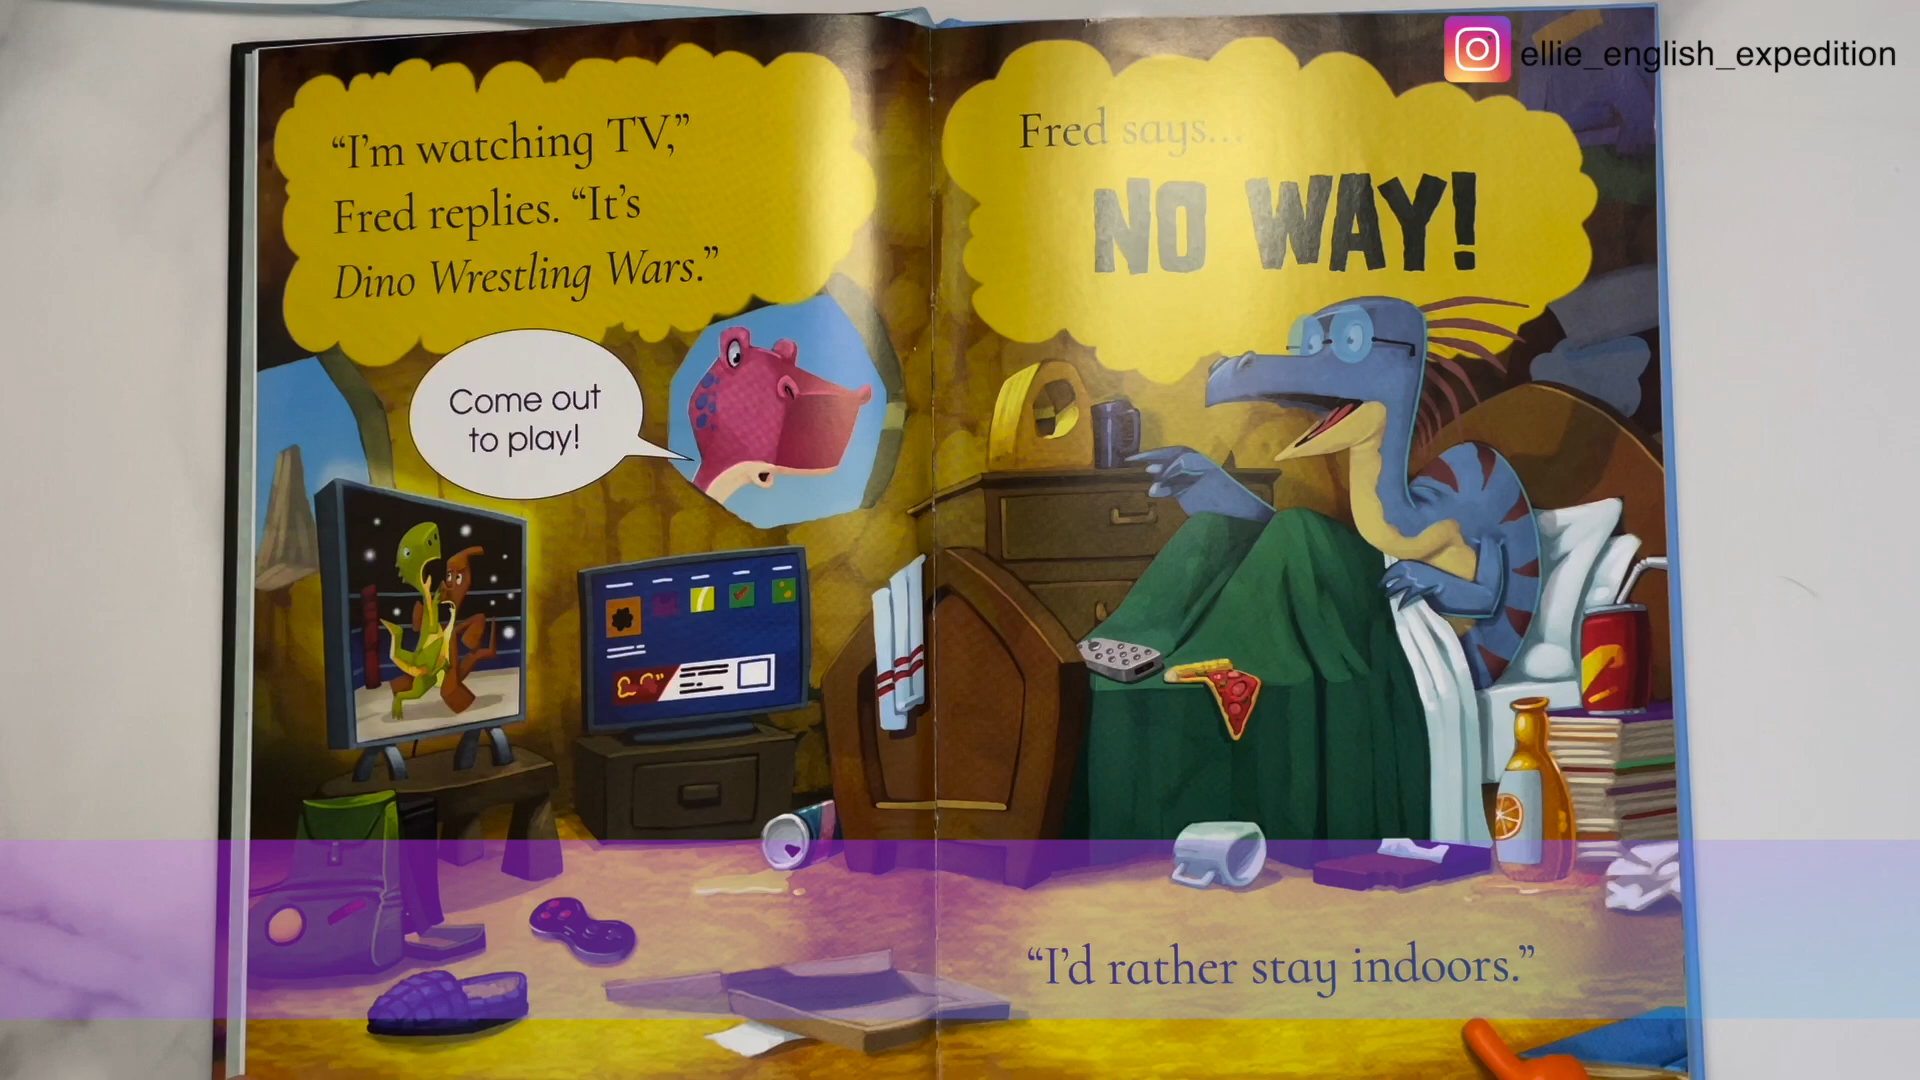 ellie_english_expedition
“I’m watching TV,”
Fred replies. “It’s
Dino Wrestling Wars.”
Come out
to play!
Fred says...
NO WAY!
“I’d rather stay indoors.”